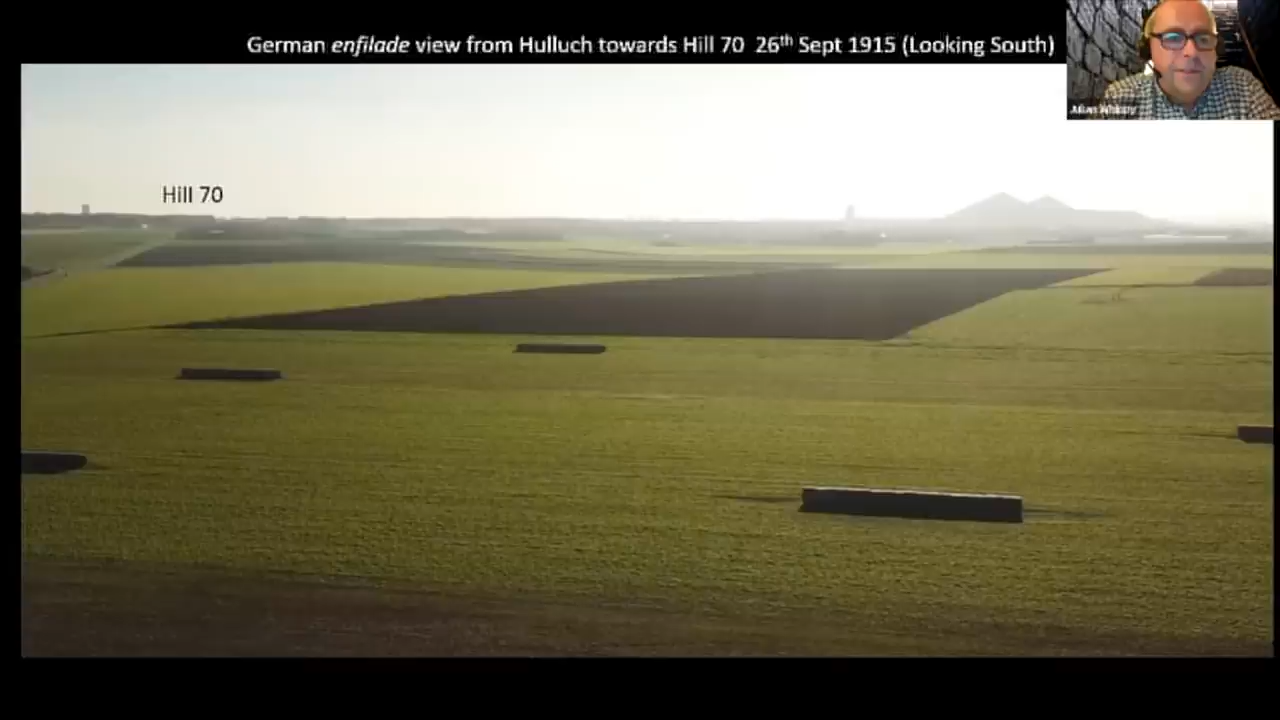 German enfilade view from Hulluch towards Hill 70 26th Sept 1915 (Looking South)
Hill 70